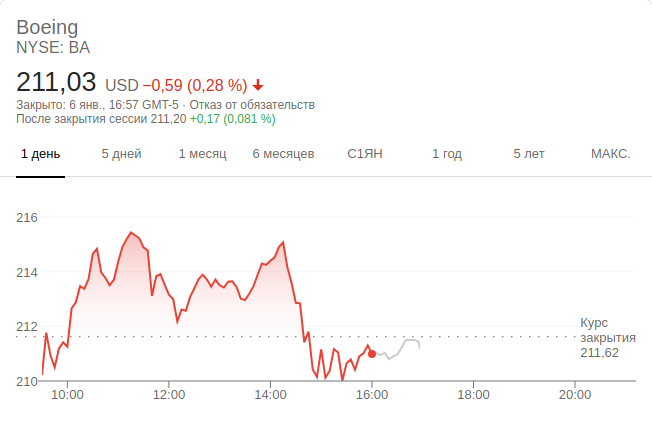 Boeing
NYSE: BA
211,03 USD −0,59 (0,28 %)
Закрыто: 6 янв., 16:57 GMT-5 · Отказ от обязательств
После закрытия сессии 211,20 +0,17 (0,081 %)
1 день 5 дней 1 месяц 6 месяцев С1ЯН 1 год 5 лет МАКС.
216
214
212
Курс
закрытия
211,62
210
10:00 12:00 14:00 16:00 18:00 20:00